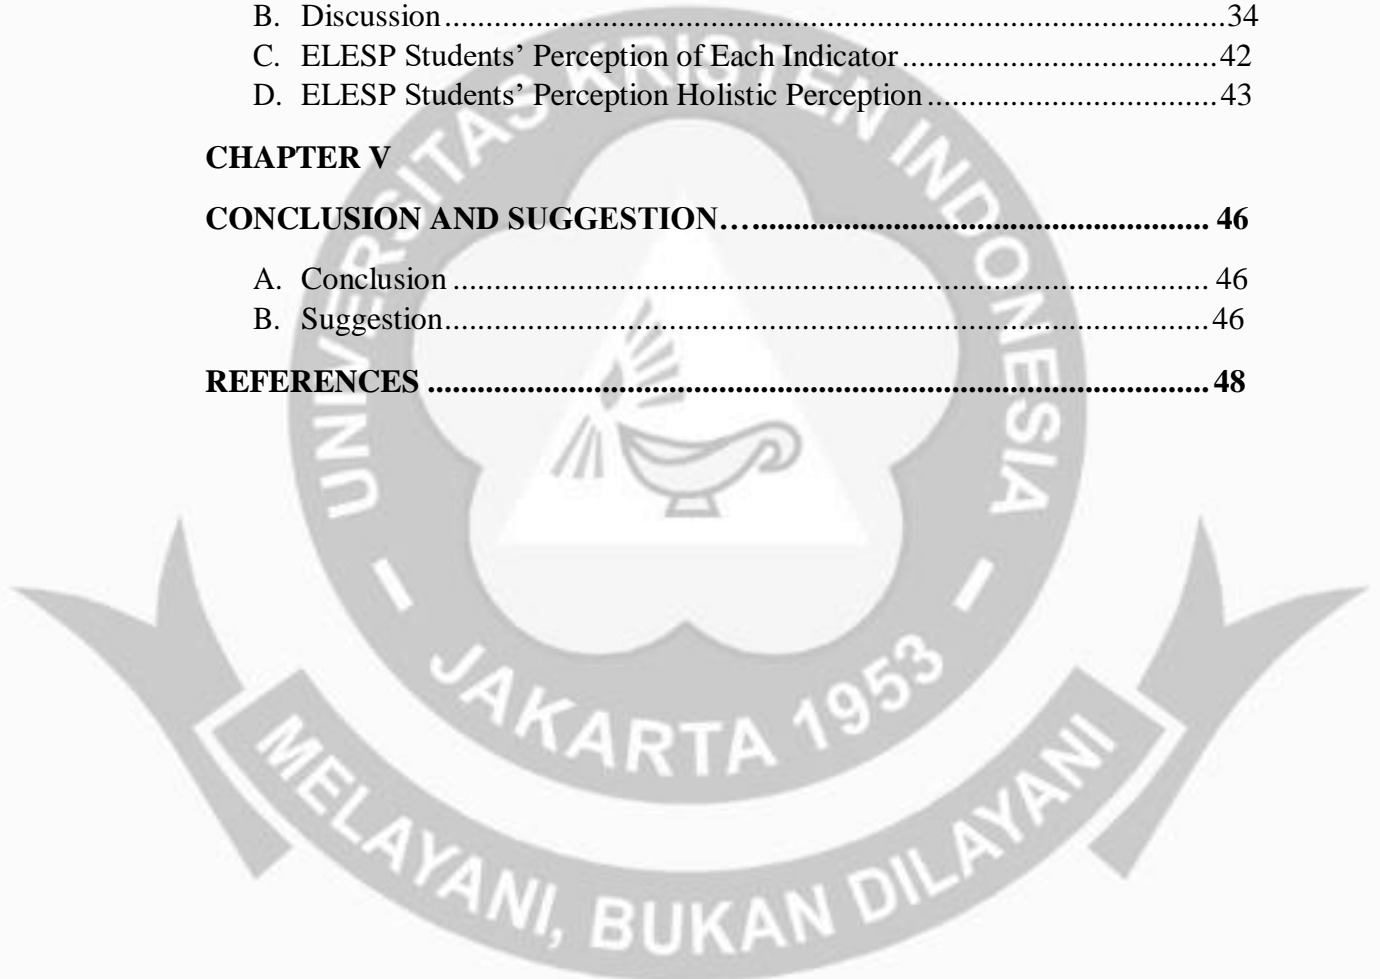 B. Discussion..........................................................................................................34
C. ELESP Students’ Perception of Each Indicator...........................................42
D. ELESP Students’ Perception Holistic Perception.......................................43
CHAPTER V
CONCLUSION AND SUGGESTION…......................................................... 46
A. Conclusion ....................................................................................................... 46
B. Suggestion........................................................................................................46
REFERENCES ................................................................................................. 48
UNIVERSITAS KRISTEN INDONESIA
JAKARTA 1953
MELAYANI, BUKAN DILAYANI